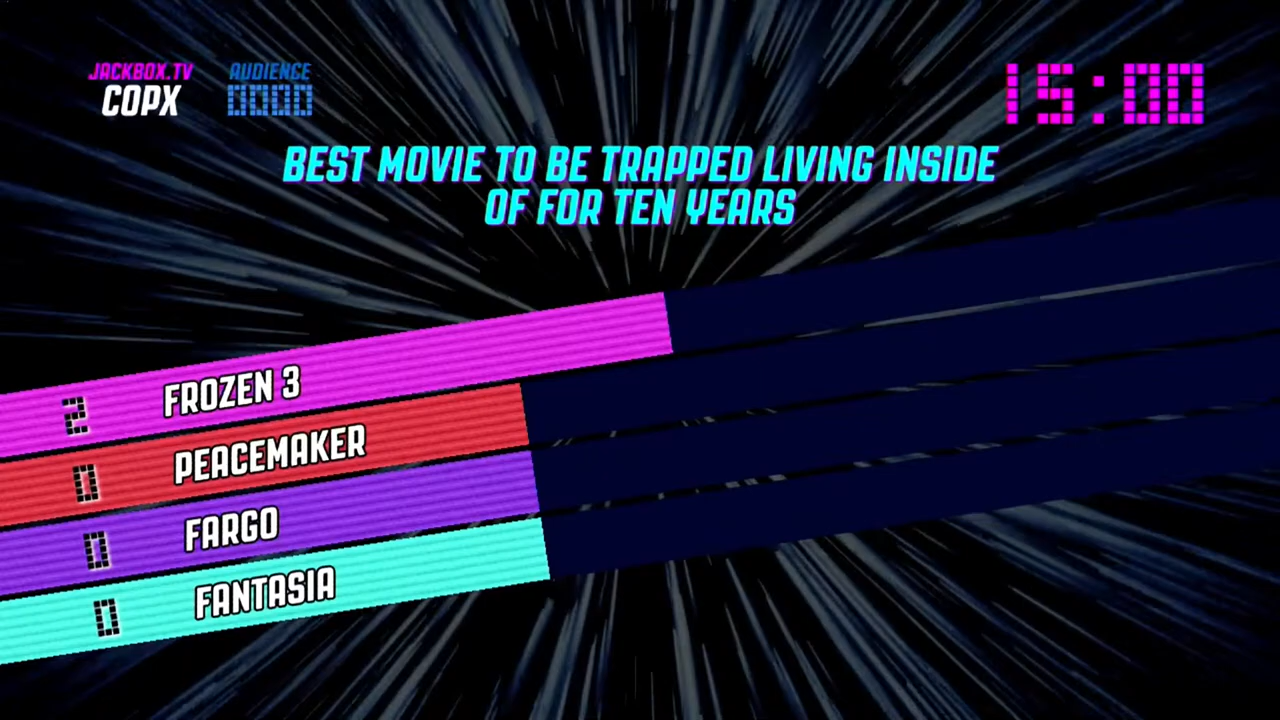 JACKBOX.TV
COPX
AUDIENCE
0000
15:00
BEST MOVIE TO BE TRAPPED LIVING INSIDE
OF FOR TEN YEARS
2 FROZEN 3
0 PEACEMAKER
0 FARGO
0 FANTASIA